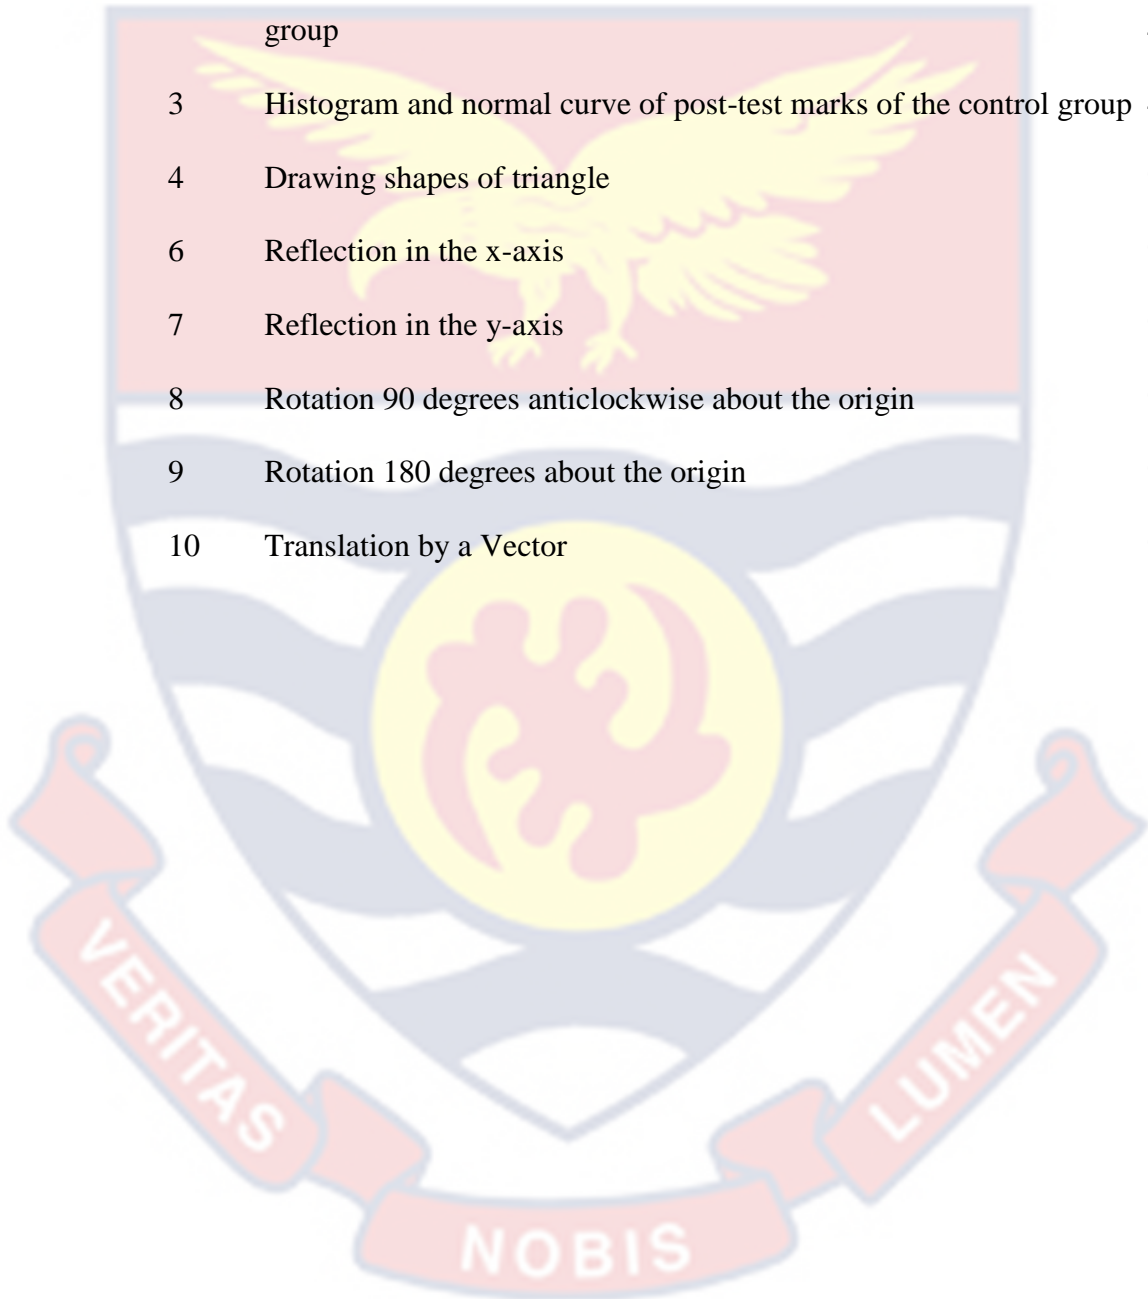 group
3 Histogram and normal curve of post-test marks of the control group
4 Drawing shapes of triangle
6 Reflection in the x-axis
7 Reflection in the y-axis
8 Rotation 90 degrees anticlockwise about the origin
9 Rotation 180 degrees about the origin
10 Translation by a Vector
VERITAS
NOBIS
LUMEN